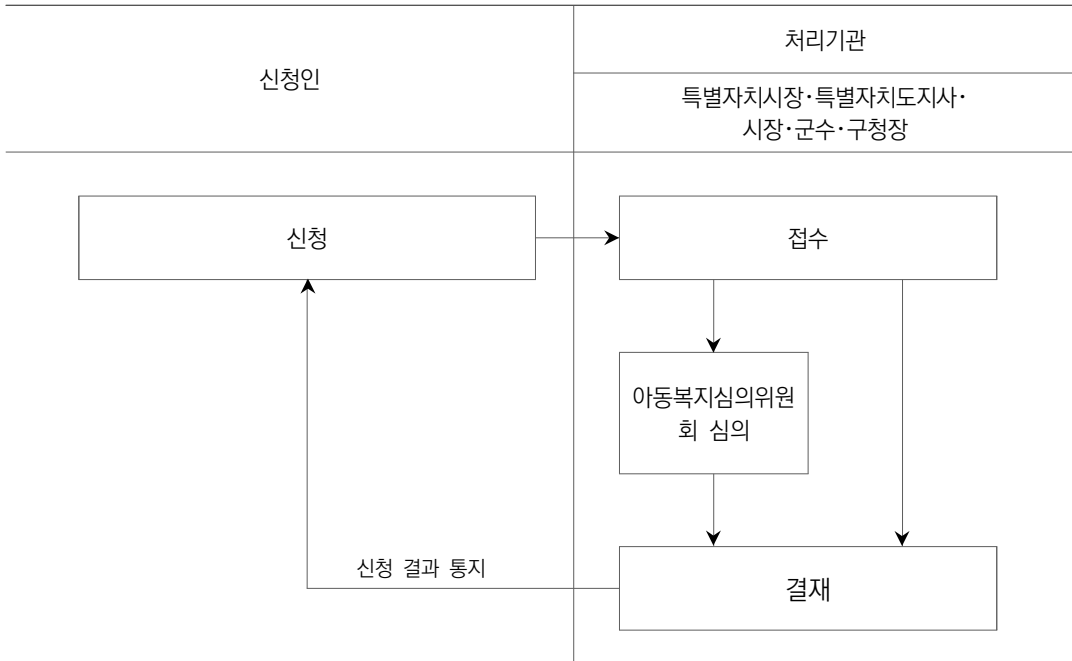 신청인
처리기관
특별자치시장·특별자치도지사·
시장·군수·구청장
신청
접수
아동복지심의위원
회 심의
신청 결과 통지
결재